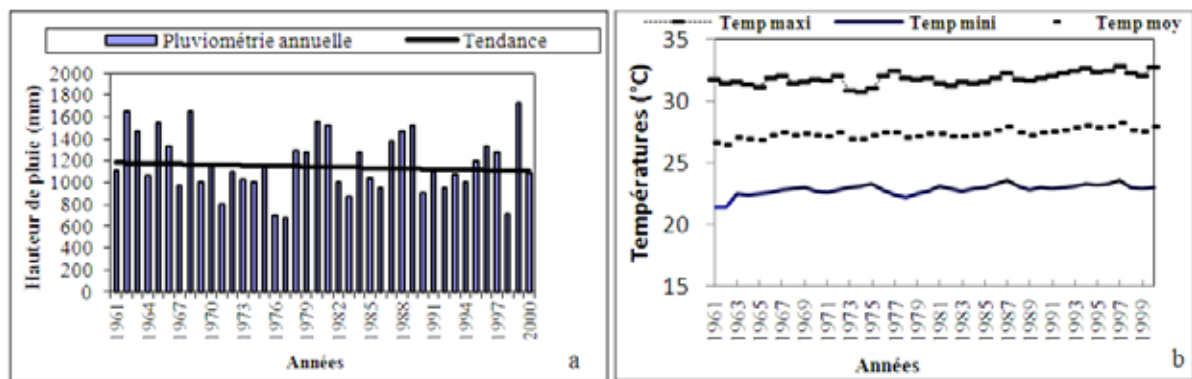 Pluviométrie annuelle Tendance
Hauteur de pluie (mm)
2000
1800
1600
1400
1200
1000
800
600
400
200
0
1961 1964 1967 1970 1973 1976 1979 1982 1985 1988 1991 1994 1997 2000
Années
a
Temp maxi Temp mini Temp moy
Températures (°C)
35
30
25
20
15
1961 1963 1965 1967 1969 1971 1973 1975 1977 1979 1981 1983 1985 1987 1989 1991 1993 1995 1997 1999
Années
b